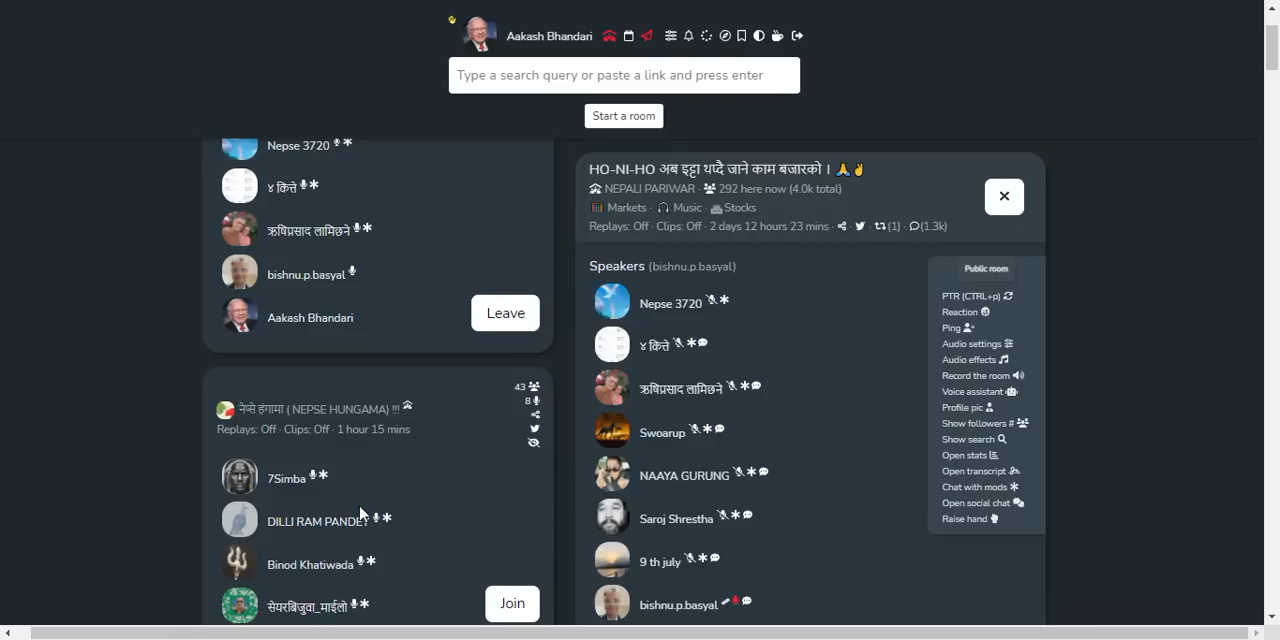 Aakash Bhandari
Type a search query or paste a link and press enter
Start a room
Nepse 3720
४ कित्ते
ऋषिप्रसाद लामिछने
bishnu.p.basyal
Aakash Bhandari
Leave
43
8
नेप्से हंगामा ( NEPSE HUNGAMA) !!!
Replays: Off · Clips: Off · 1 hour 15 mins
7Simba
DILLI RAM PANDEY
Binod Khatiwada
सेयरबिजुवा_माईलो
Join
HO-NI-HO अब इट्टा थप्दै जाने काम बजारको । 🙏✌
NEPALI PARIWAR · 292 here now (4.0k total)
Markets · Music · Stocks
Replays: Off · Clips: Off · 2 days 12 hours 23 mins · · · (1) · (1.3k)
Speakers (bishnu.p.basyal)
Nepse 3720
४ कित्ते
ऋषिप्रसाद लामिछने
Swoarup
NAAYA GURUNG
Saroj Shrestha
9 th july
bishnu.p.basyal
Public room
PTR (CTRL+p)
Reaction
Ping
Audio settings
Audio effects
Record the room
Voice assistant
Profile pic
Show followers #
Show search
Open stats
Open transcript
Chat with mods
Open social chat
Raise hand